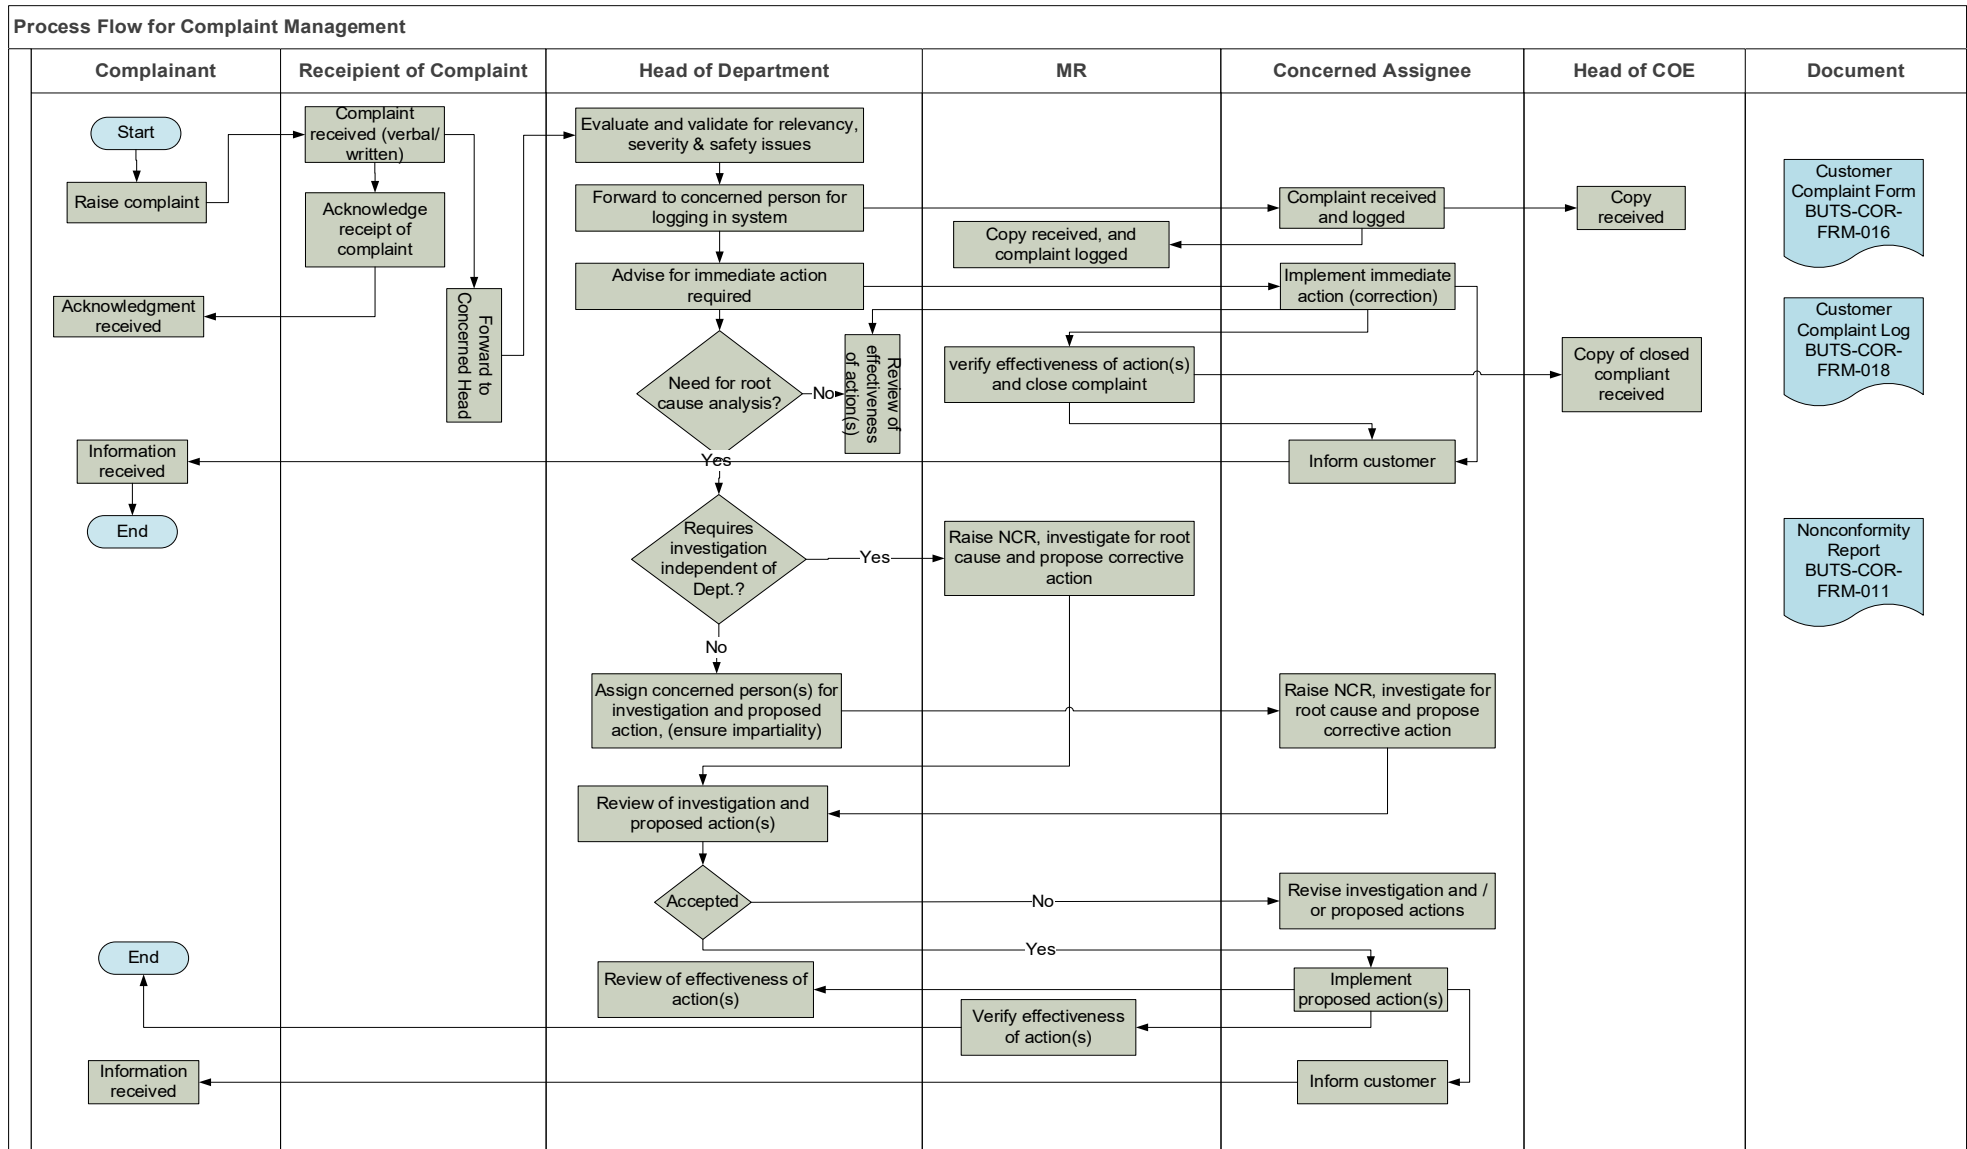 Process Flow for Complaint Management
Complainant
Receipient of Complaint
Head of Department
MR
Concerned Assignee
Head of COE
Document
Start
Raise complaint
Complaint
received (verbal/
written)
Acknowledge
receipt of
complaint
Acknowledgment
received
Forward to
Concerned Head
Evaluate and validate for relevancy,
severity & safety issues
Forward to concerned person for
logging in system
Complaint received
and logged
Copy
received
Copy received, and
complaint logged
Advise for immediate action
required
Implement immediate
action (correction)
Need for root
cause analysis?
No
Review of
effectiveness
of action(s)
verify effectiveness of action(s)
and close complaint
Copy of closed
compliant
received
Information
received
Yes
Inform customer
End
Requires
investigation
independent of
Dept.?
Yes
Raise NCR, investigate for root
cause and propose corrective
action
No
Assign concerned person(s) for
investigation and proposed
action, (ensure impartiality)
Raise NCR, investigate for
root cause and propose
corrective action
Review of investigation and
proposed action(s)
Accepted
No
Revise investigation and /
or proposed actions
Yes
End
Review of effectiveness of
action(s)
Implement
proposed action(s)
Verify effectiveness
of action(s)
Information
received
Inform customer
Customer
Complaint Form
BUTS-COR-
FRM-016
Customer
Complaint Log
BUTS-COR-
FRM-018
Nonconformity
Report
BUTS-COR-
FRM-011